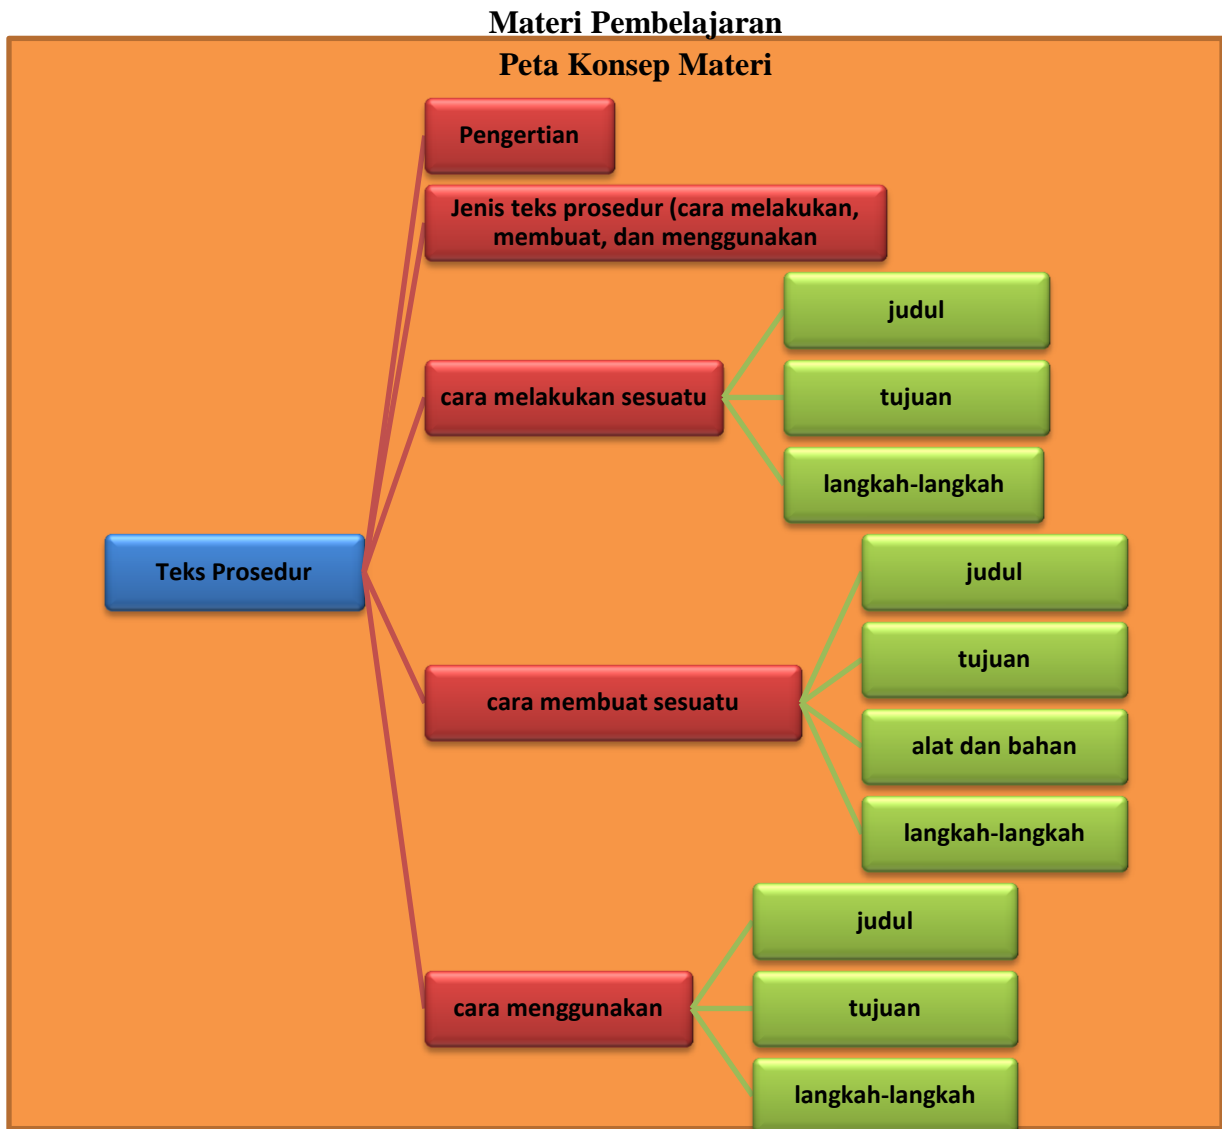 Materi Pembelajaran
Peta Konsep Materi
Pengertian
Jenis teks prosedur (cara melakukan,
membuat, dan menggunakan
judul
cara melakukan sesuatu
tujuan
langkah-langkah
Teks Prosedur
judul
tujuan
cara membuat sesuatu
alat dan bahan
langkah-langkah
judul
cara menggunakan
tujuan
langkah-langkah